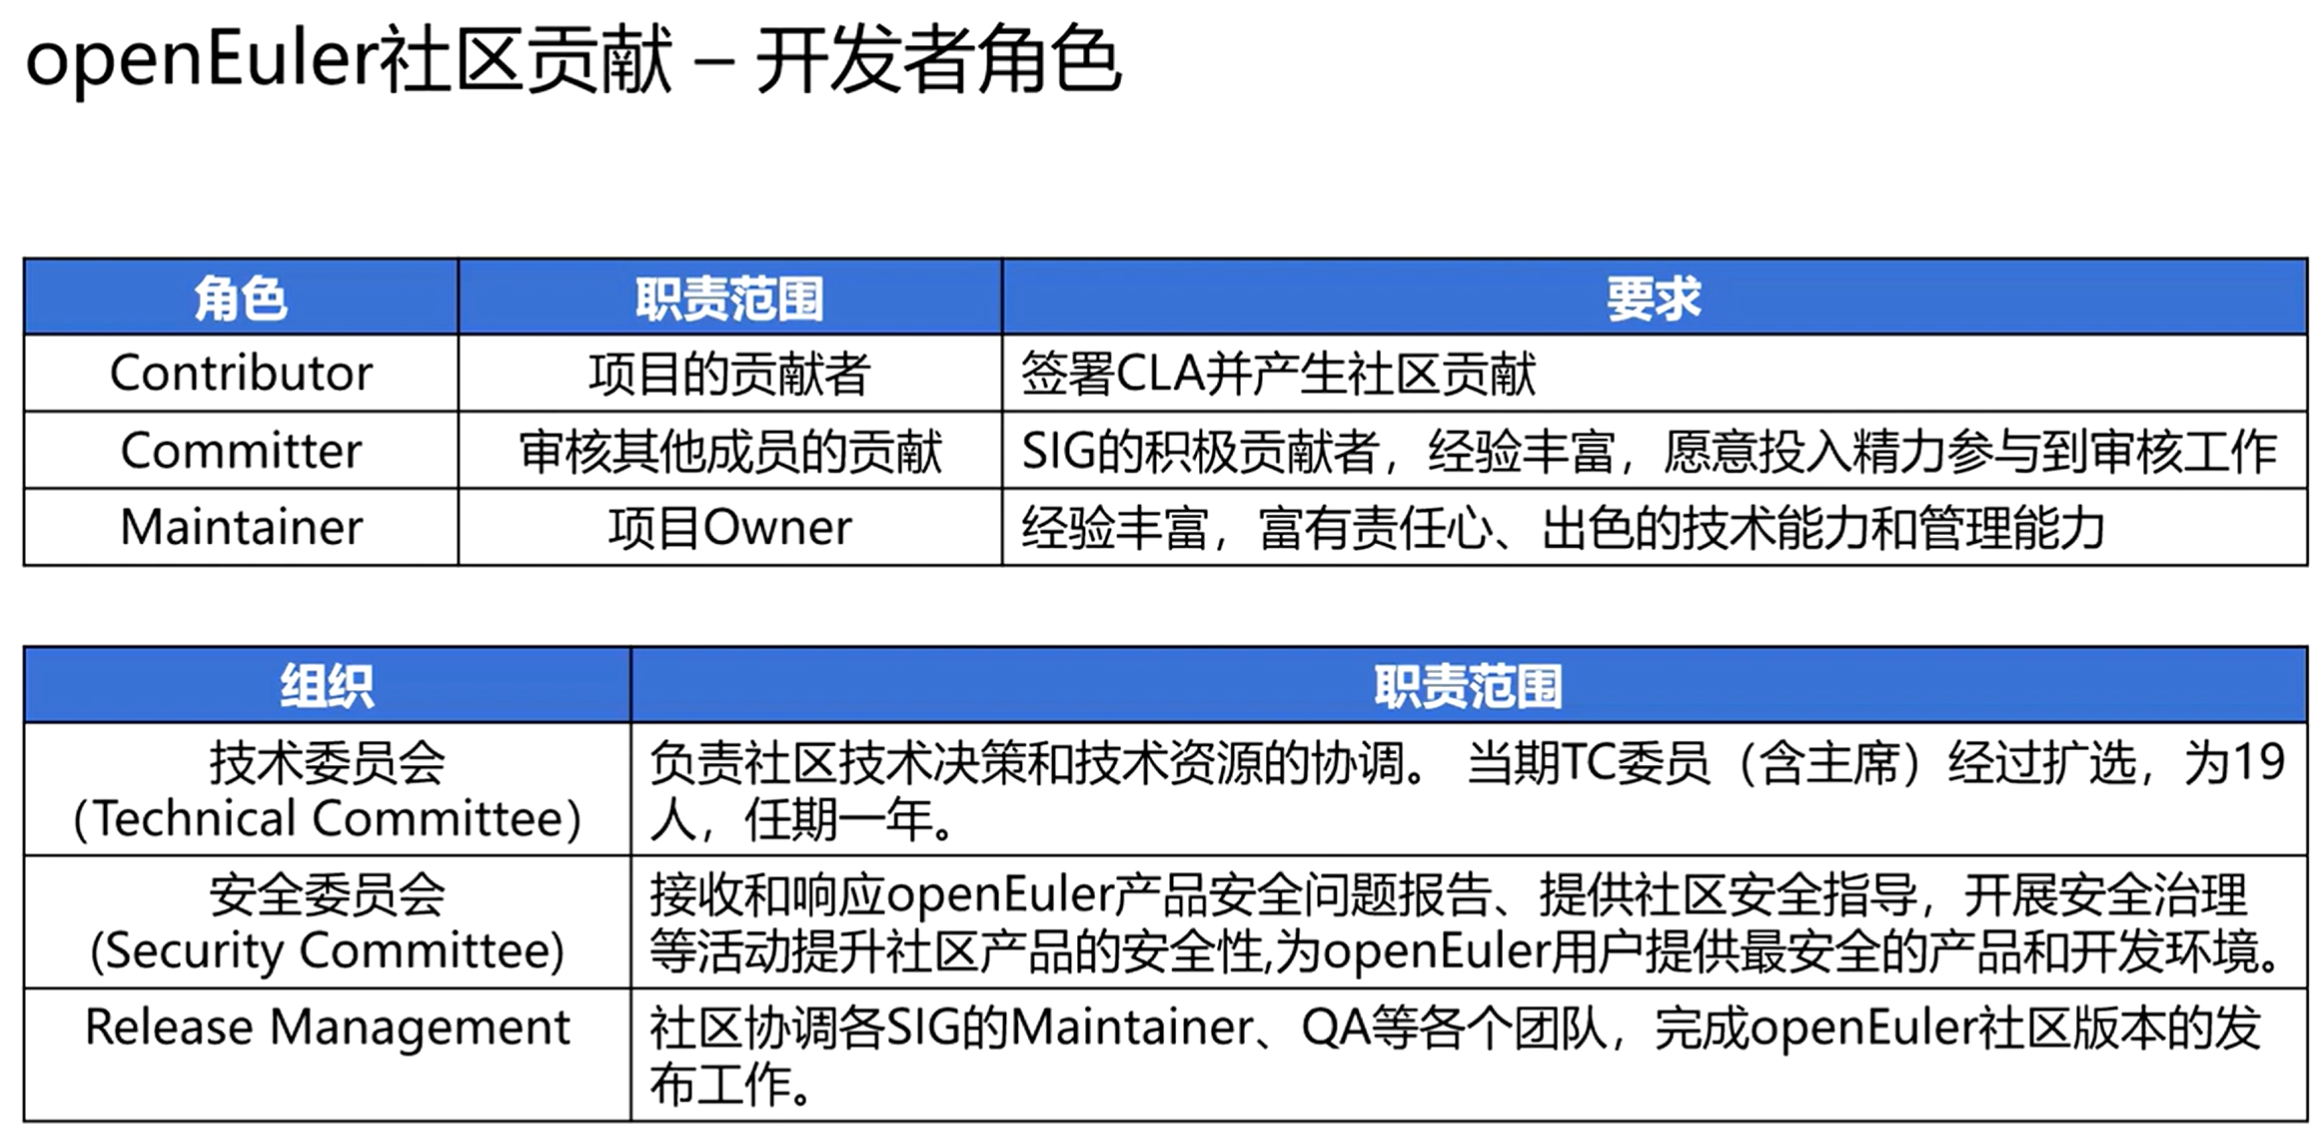 openEuler社区贡献 – 开发者角色
角色 职责范围 要求
Contributor 项目的贡献者 签署CLA并产生社区贡献
Committer 审核其他成员的贡献 SIG的积极贡献者，经验丰富，愿意投入精力参与到审核工作
Maintainer 项目Owner 经验丰富，富有责任心、出色的技术能力和管理能力
组织 职责范围
技术委员会
（Technical Committee）
负责社区技术决策和技术资源的协调。 当期TC委员（含主席）经过扩选，为19
人，任期一年。
安全委员会
(Security Committee)
接收和响应openEuler产品安全问题报告、提供社区安全指导，开展安全治理
等活动提升社区产品的安全性,为openEuler用户提供最安全的产品和开发环境。
Release Management
社区协调各SIG的Maintainer、QA等各个团队，完成openEuler社区版本的发
布工作。